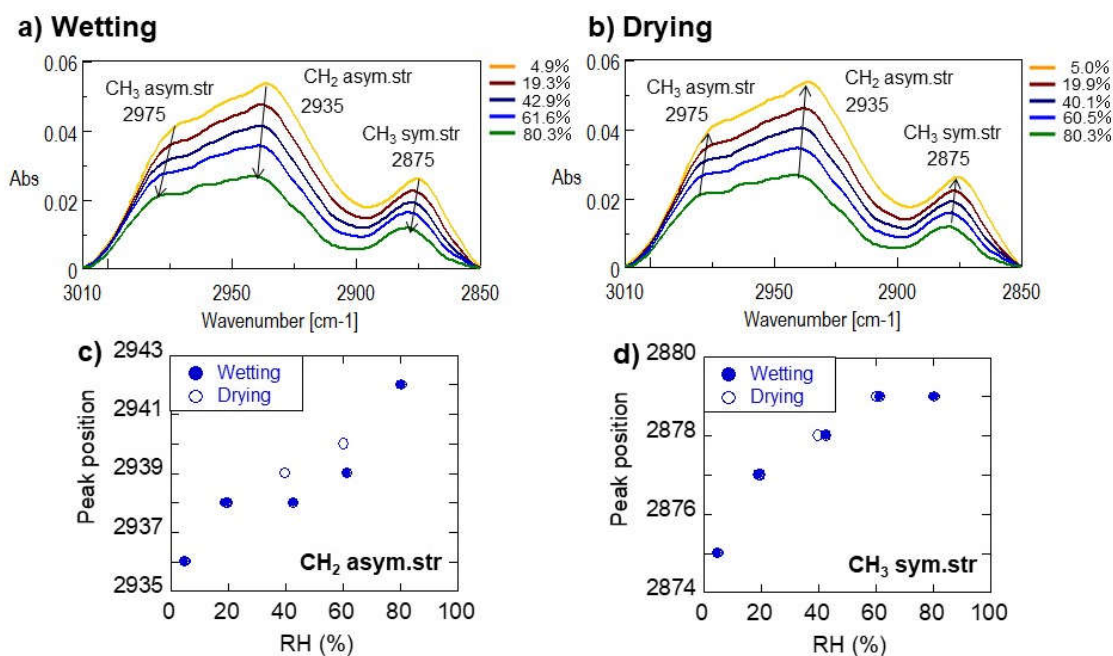 a) Wetting
0.06
0.04
Abs
0.02
0
3010
2950
2900
2850
Wavenumber [cm-1]
CH₃ asym.str
2975
CH₂ asym.str
2935
CH₃ sym.str
2875
4.9%
19.3%
42.9%
61.6%
80.3%
b) Drying
0.06
0.04
Abs
0.02
0
3010
2950
2900
2850
Wavenumber [cm-1]
CH₃ asym.str
2975
CH₂ asym.str
2935
CH₃ sym.str
2875
5.0%
19.9%
40.1%
60.5%
80.3%
c)
2943
2941
2939
2937
2935
Peak position
Wetting
Drying
CH₂ asym.str
0 20 40 60 80 100
RH (%)
d)
2880
2878
2876
2874
Peak position
Wetting
Drying
CH₃ sym.str
0 20 40 60 80 100
RH (%)